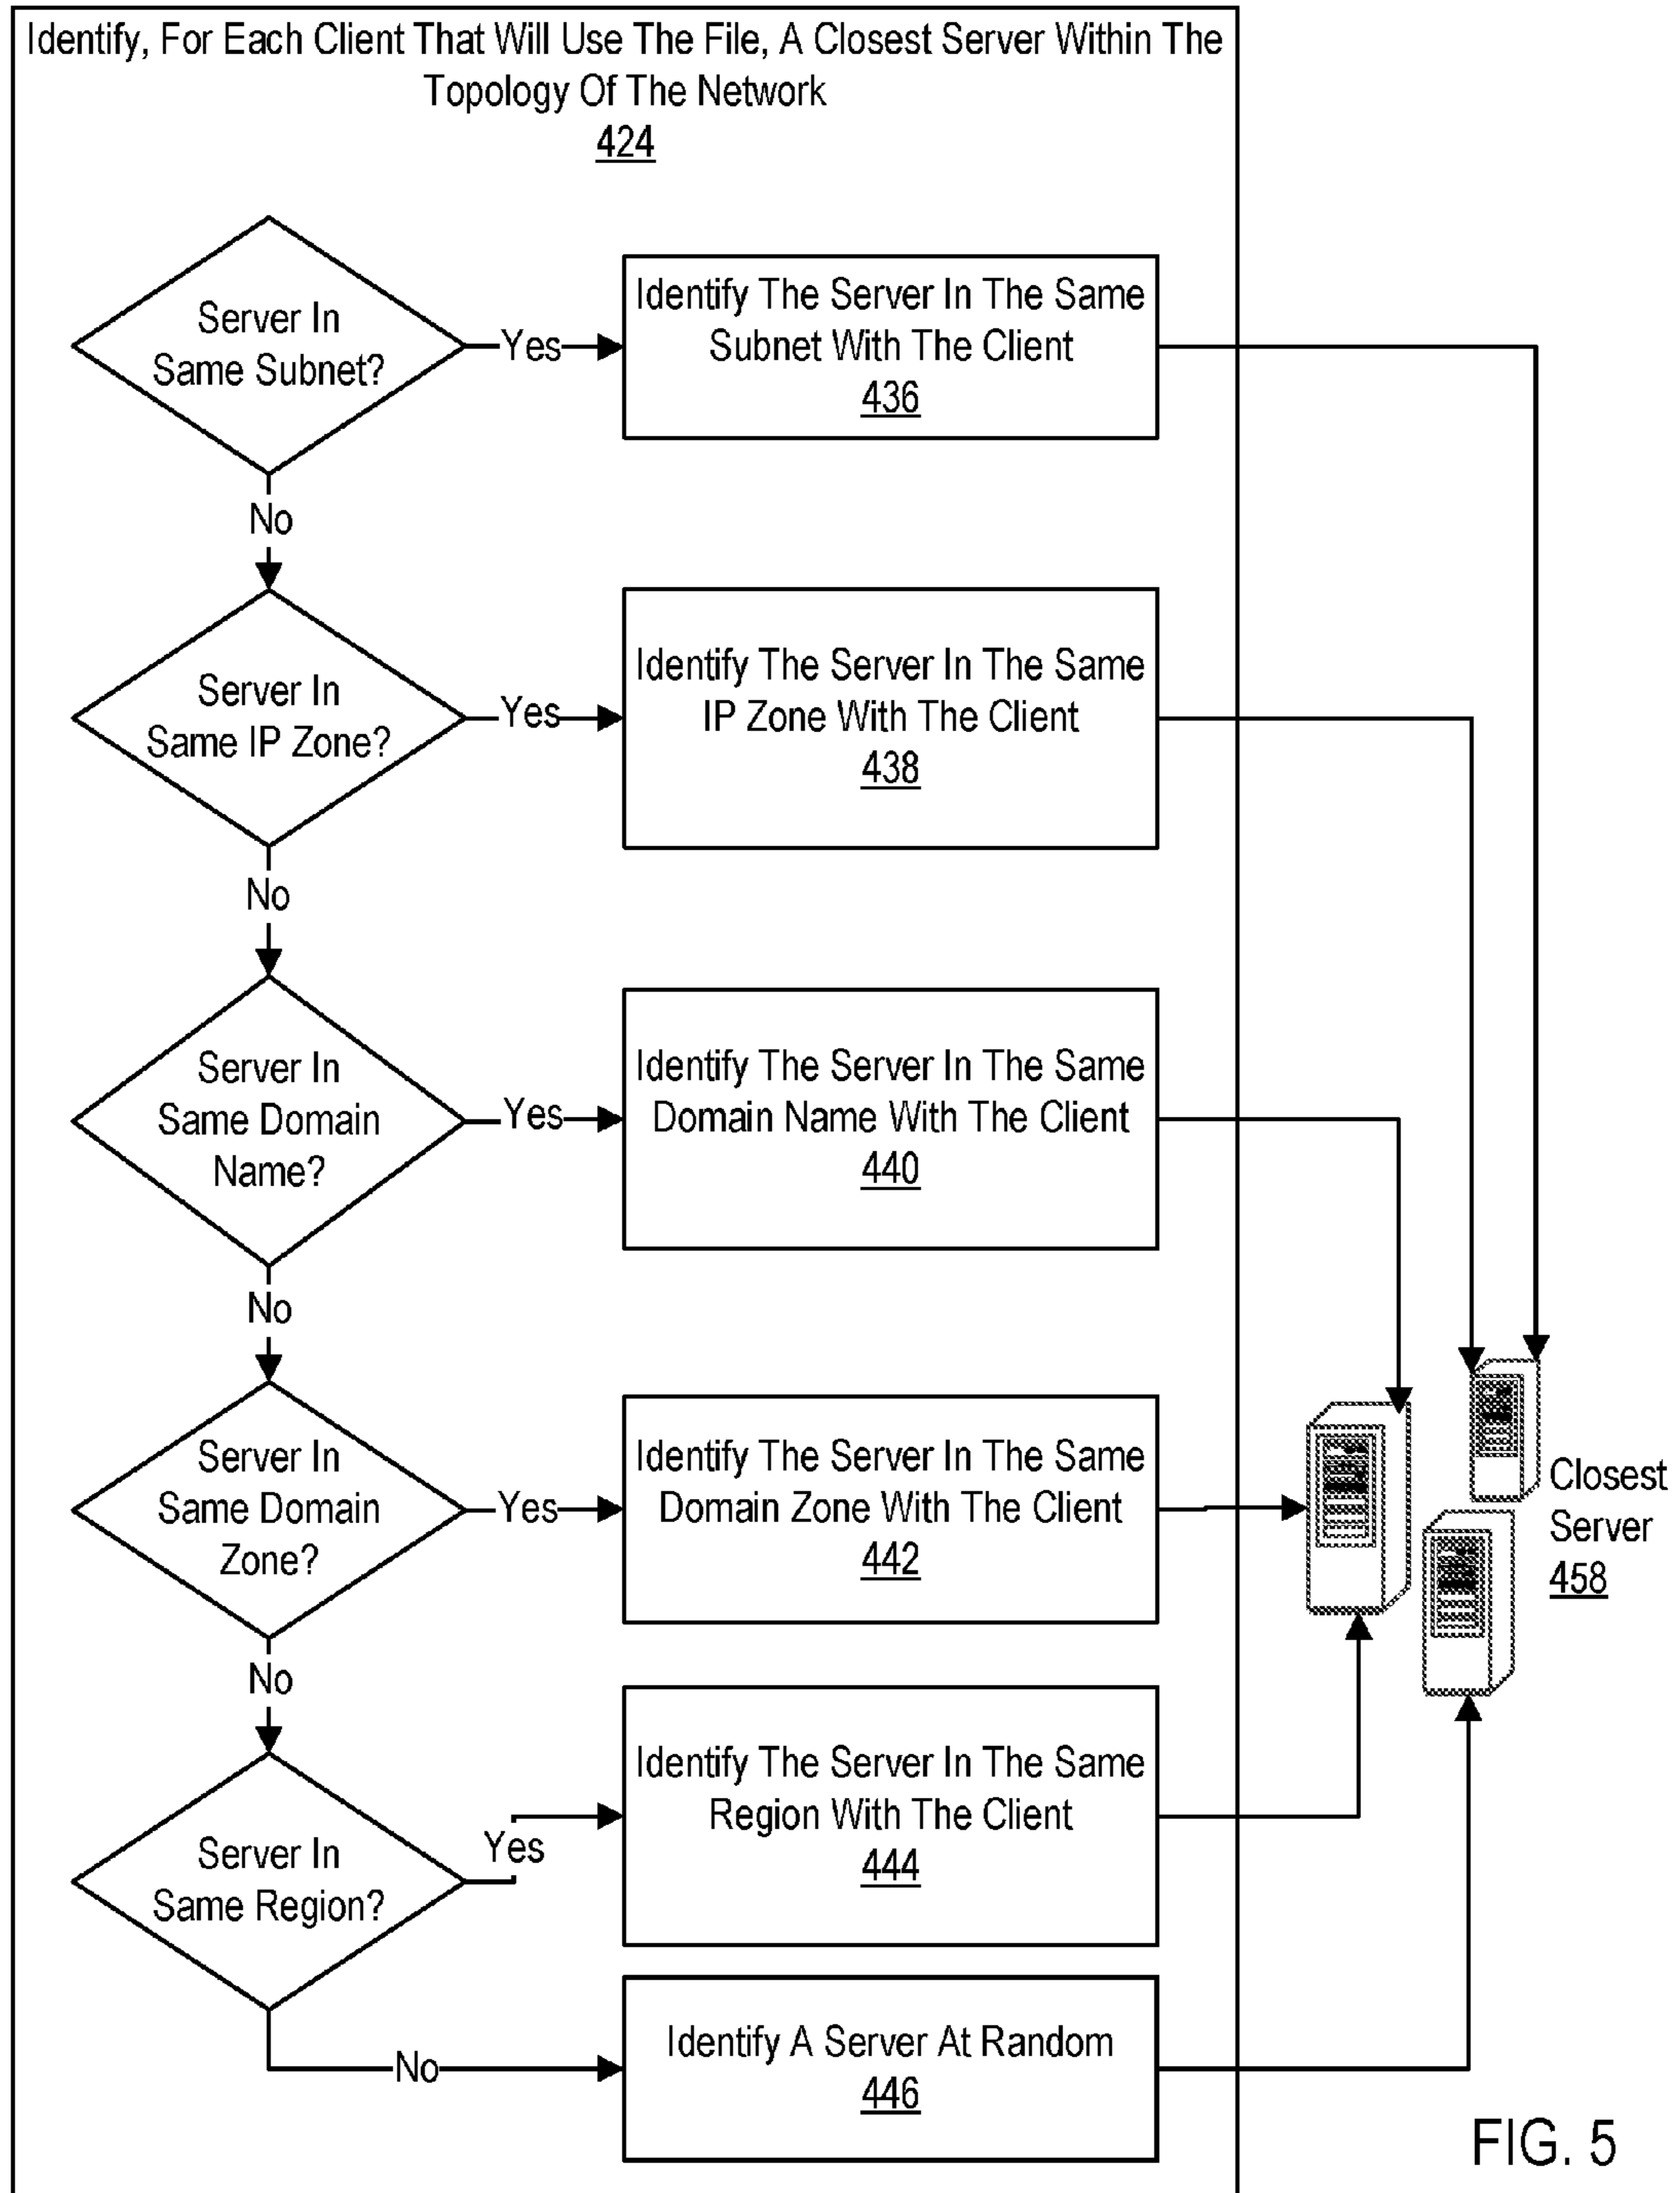 Identify, For Each Client That Will Use The File, A Closest Server Within The
Topology Of The Network
424
Server In
Same Subnet?
Yes
Identify The Server In The Same
Subnet With The Client
436
No
Server In
Same IP Zone?
Yes
Identify The Server In The Same
IP Zone With The Client
438
No
Server In
Same Domain
Name?
Yes
Identify The Server In The Same
Domain Name With The Client
440
No
Server In
Same Domain
Zone?
Yes
Identify The Server In The Same
Domain Zone With The Client
442
Closest
Server
458
No
Server In
Same Region?
Yes
Identify The Server In The Same
Region With The Client
444
No
Identify A Server At Random
446
FIG. 5